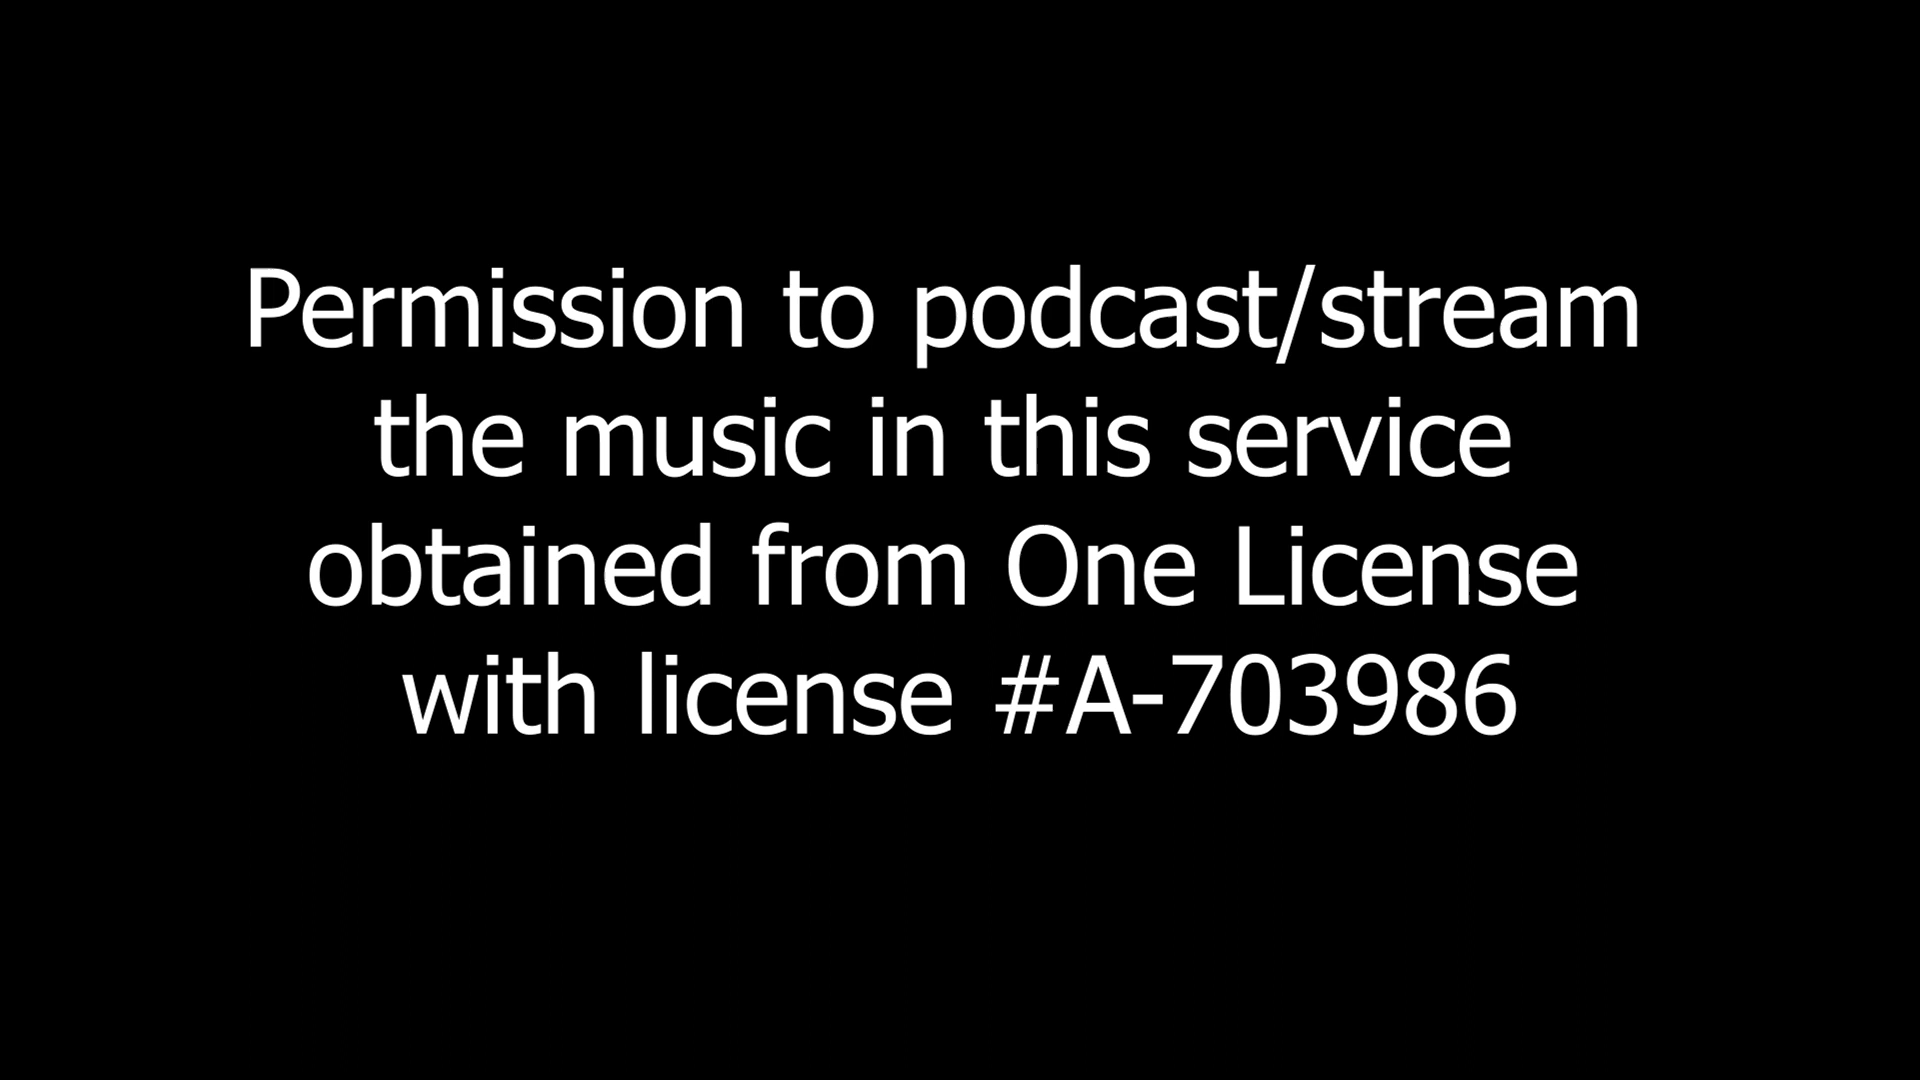 Permission to podcast/stream
the music in this service
obtained from One License
with license #A-703986